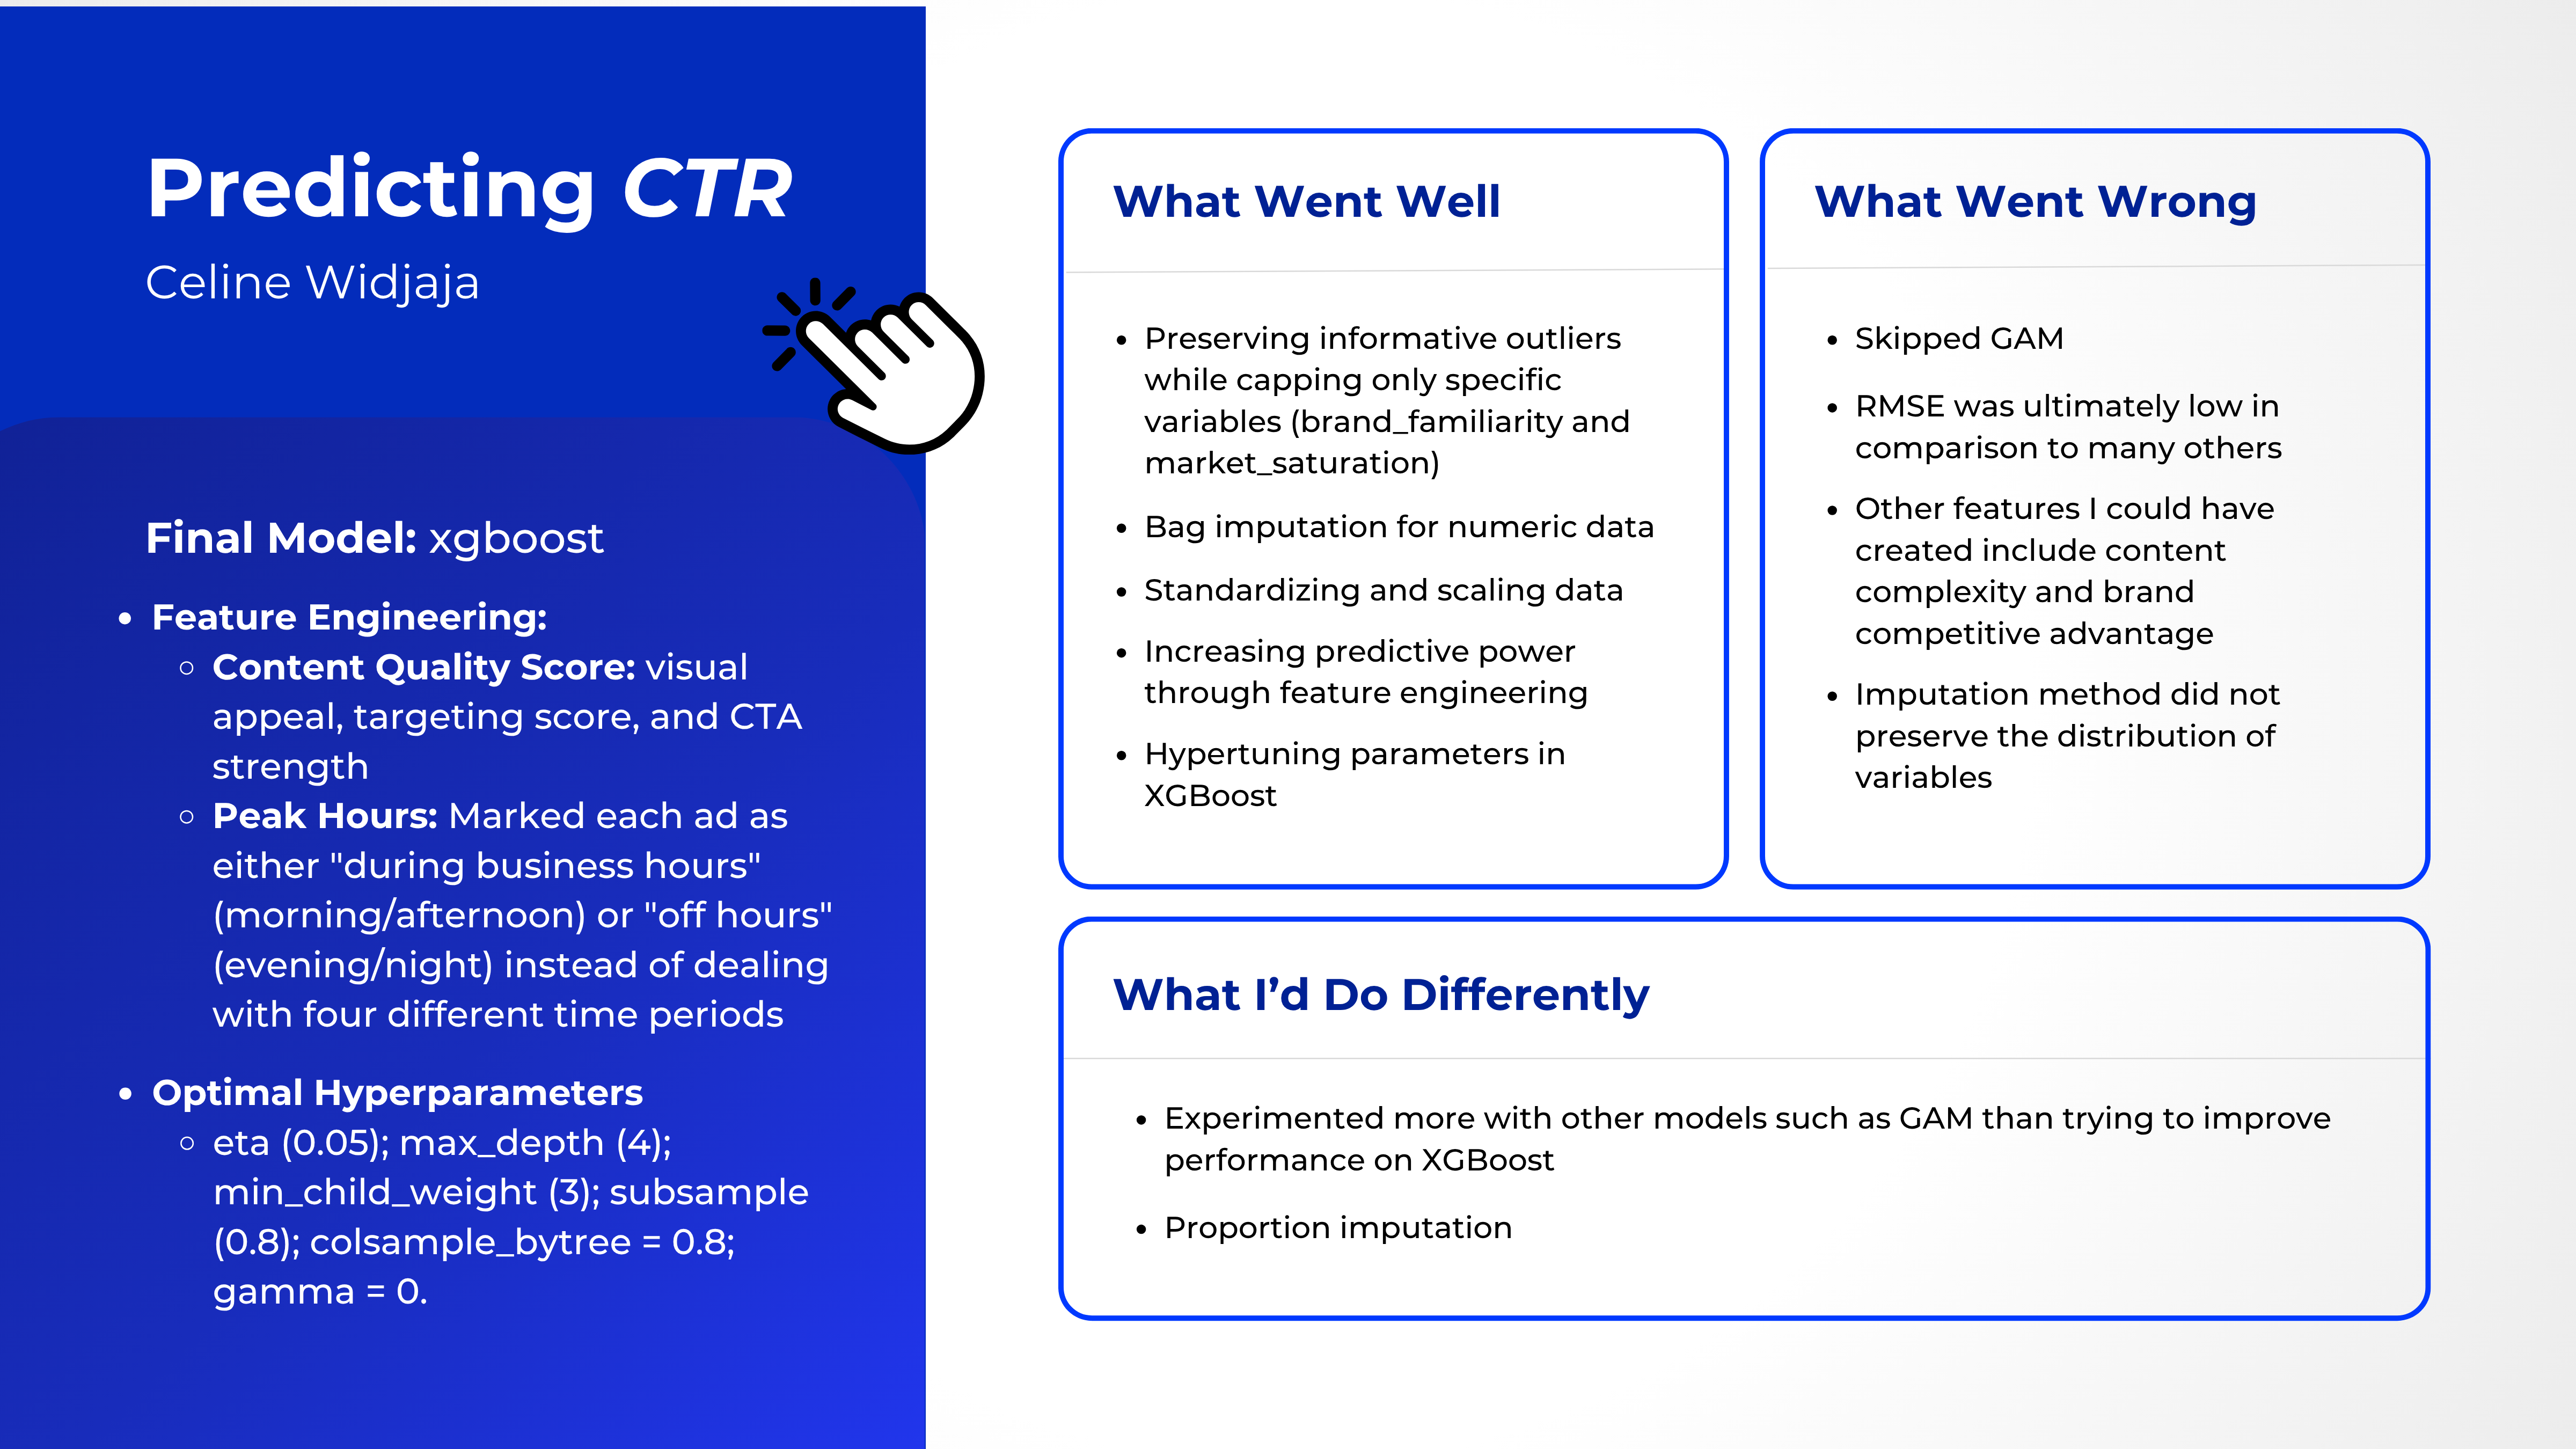 Predicting CTR
Celine Widjaja
Final Model: xgboost
• Feature Engineering:
○ Content Quality Score: visual
appeal, targeting score, and CTA
strength
○ Peak Hours: Marked each ad as
either "during business hours"
(morning/afternoon) or "off hours"
(evening/night) instead of dealing
with four different time periods
• Optimal Hyperparameters
○ eta (0.05); max_depth (4);
min_child_weight (3); subsample
(0.8); colsample_bytree = 0.8;
gamma = 0.
What Went Well
• Preserving informative outliers
while capping only specific
variables (brand_familiarity and
market_saturation)
• Bag imputation for numeric data
• Standardizing and scaling data
• Increasing predictive power
through feature engineering
• Hypertuning parameters in
XGBoost
What Went Wrong
• Skipped GAM
• RMSE was ultimately low in
comparison to many others
• Other features I could have
created include content
complexity and brand
competitive advantage
• Imputation method did not
preserve the distribution of
variables
What I’d Do Differently
• Experimented more with other models such as GAM than trying to improve
performance on XGBoost
• Proportion imputation